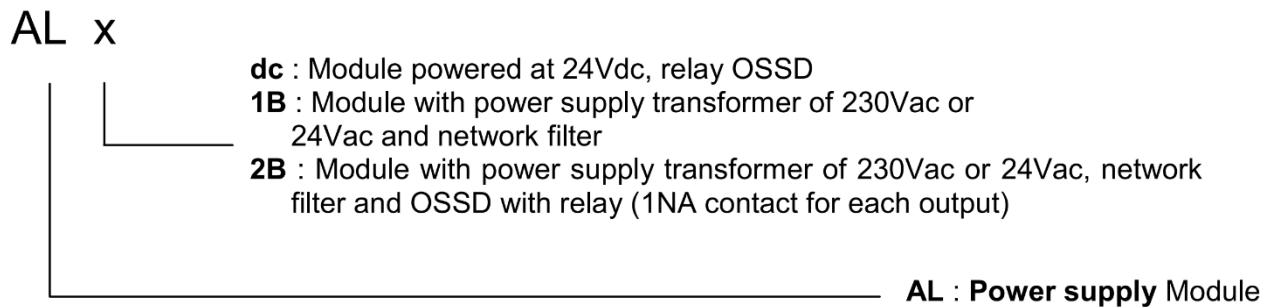 AL x
dc : Module powered at 24Vdc, relay OSSD
1B : Module with power supply transformer of 230Vac or
24Vac and network filter
2B : Module with power supply transformer of 230Vac or 24Vac, network
filter and OSSD with relay (1NA contact for each output)
AL : Power supply Module